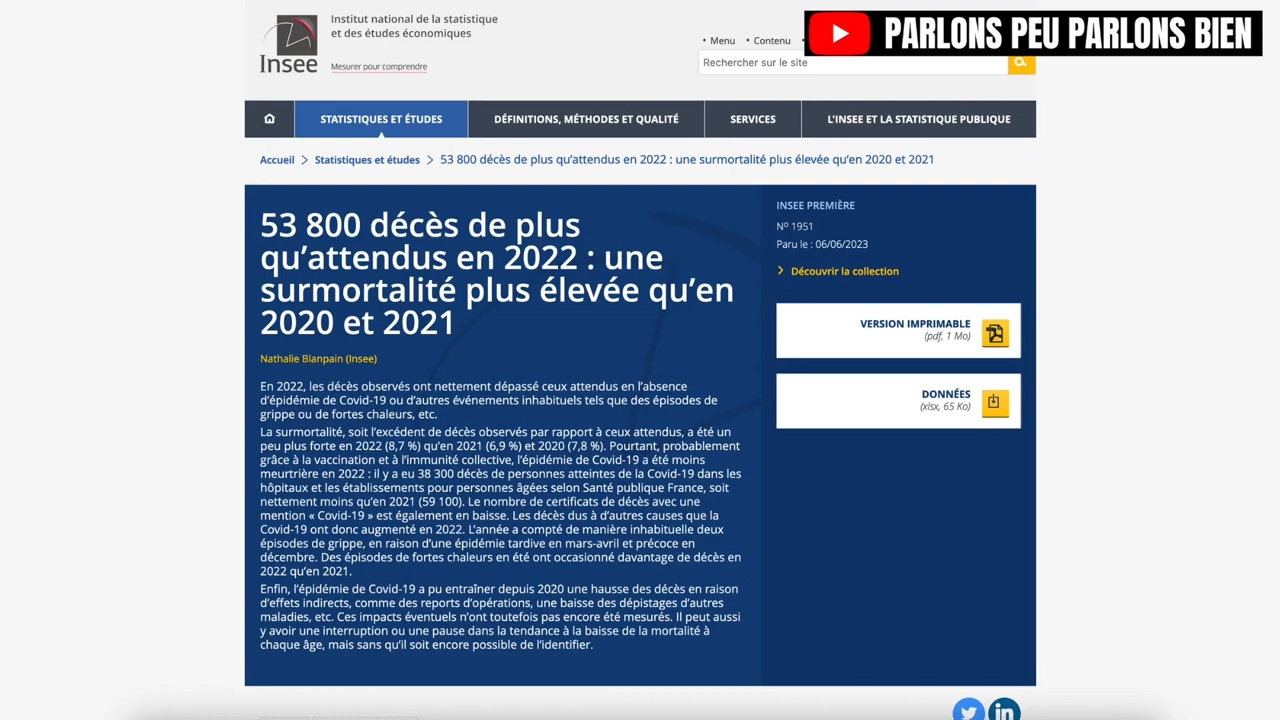 Institut national de la statistique
et des études économiques
Insee
Mesurer pour comprendre
PARLONS PEU PARLONS BIEN
• Menu • Contenu •
Rechercher sur le site
STATISTIQUES ET ÉTUDES
DÉFINITIONS, MÉTHODES ET QUALITÉ
SERVICES
L'INSEE ET LA STATISTIQUE PUBLIQUE
Accueil > Statistiques et études > 53 800 décès de plus qu’attendus en 2022 : une surmortalité plus élevée qu’en 2020 et 2021
53 800 décès de plus
qu’attendus en 2022 : une
surmortalité plus élevée qu’en
2020 et 2021
Nathalie Blanpain (Insee)
En 2022, les décès observés ont nettement dépassé ceux attendus en l’absence
d’épidémie de Covid-19 ou d’autres événements inhabituels tels que des épisodes de
grippe ou de fortes chaleurs, etc.
La surmortalité, soit l’excédent de décès observés par rapport à ceux attendus, a été un
peu plus forte en 2022 (8,7 %) qu’en 2021 (6,9 %) et 2020 (7,8 %). Pourtant, probablement
grâce à la vaccination et à l’immunité collective, l’épidémie de Covid-19 a été moins
meurtrière en 2022 : il y a eu 38 300 décès de personnes atteintes de la Covid-19 dans les
hôpitaux et les établissements pour personnes âgées selon Santé publique France, soit
nettement moins qu’en 2021 (59 100). Le nombre de certificats de décès avec une
mention « Covid-19 » est également en baisse. Les décès dus à d’autres causes que la
Covid-19 ont donc augmenté en 2022. L’année a compté de manière inhabituelle deux
épisodes de grippe, en raison d’une épidémie tardive en mars-avril et précoce en
décembre. Des épisodes de fortes chaleurs en été ont occasionné davantage de décès en
2022 qu’en 2021.
Enfin, l’épidémie de Covid-19 a pu entraîner depuis 2020 une hausse des décès en raison
d’effets indirects, comme des reports d’opérations, une baisse des dépistages d’autres
maladies, etc. Ces impacts éventuels n’ont toutefois pas encore été mesurés. Il peut aussi
y avoir une interruption ou une pause dans la tendance à la baisse de la mortalité à
chaque âge, mais sans qu’il soit encore possible de l’identifier.
INSEE PREMIÈRE
Nº 1951
Paru le : 06/06/2023
> Découvrir la collection
VERSION IMPRIMABLE
(pdf, 1 Mo)
DONNÉES
(xlsx, 65 Ko)
in